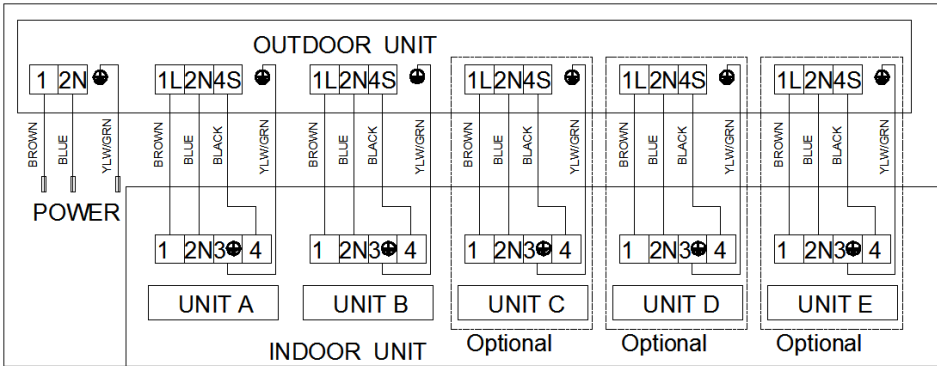 OUTDOOR UNIT
1 2N 1L 2N 4S 1L 2N 4S 1L 2N 4S 1L 2N 4S 1L 2N 4S
BROWN BLUE YLW/GRN BROWN BLUE BLACK YLW/GRN BROWN BLUE BLACK YLW/GRN BROWN BLUE BLACK YLW/GRN BROWN BLUE BLACK YLW/GRN BROWN BLUE BLACK YLW/GRN
POWER
1 2N 3 4 1 2N 3 4 1 2N 3 4 1 2N 3 4 1 2N 3 4
UNIT A UNIT B UNIT C UNIT D UNIT E
INDOOR UNIT Optional Optional Optional